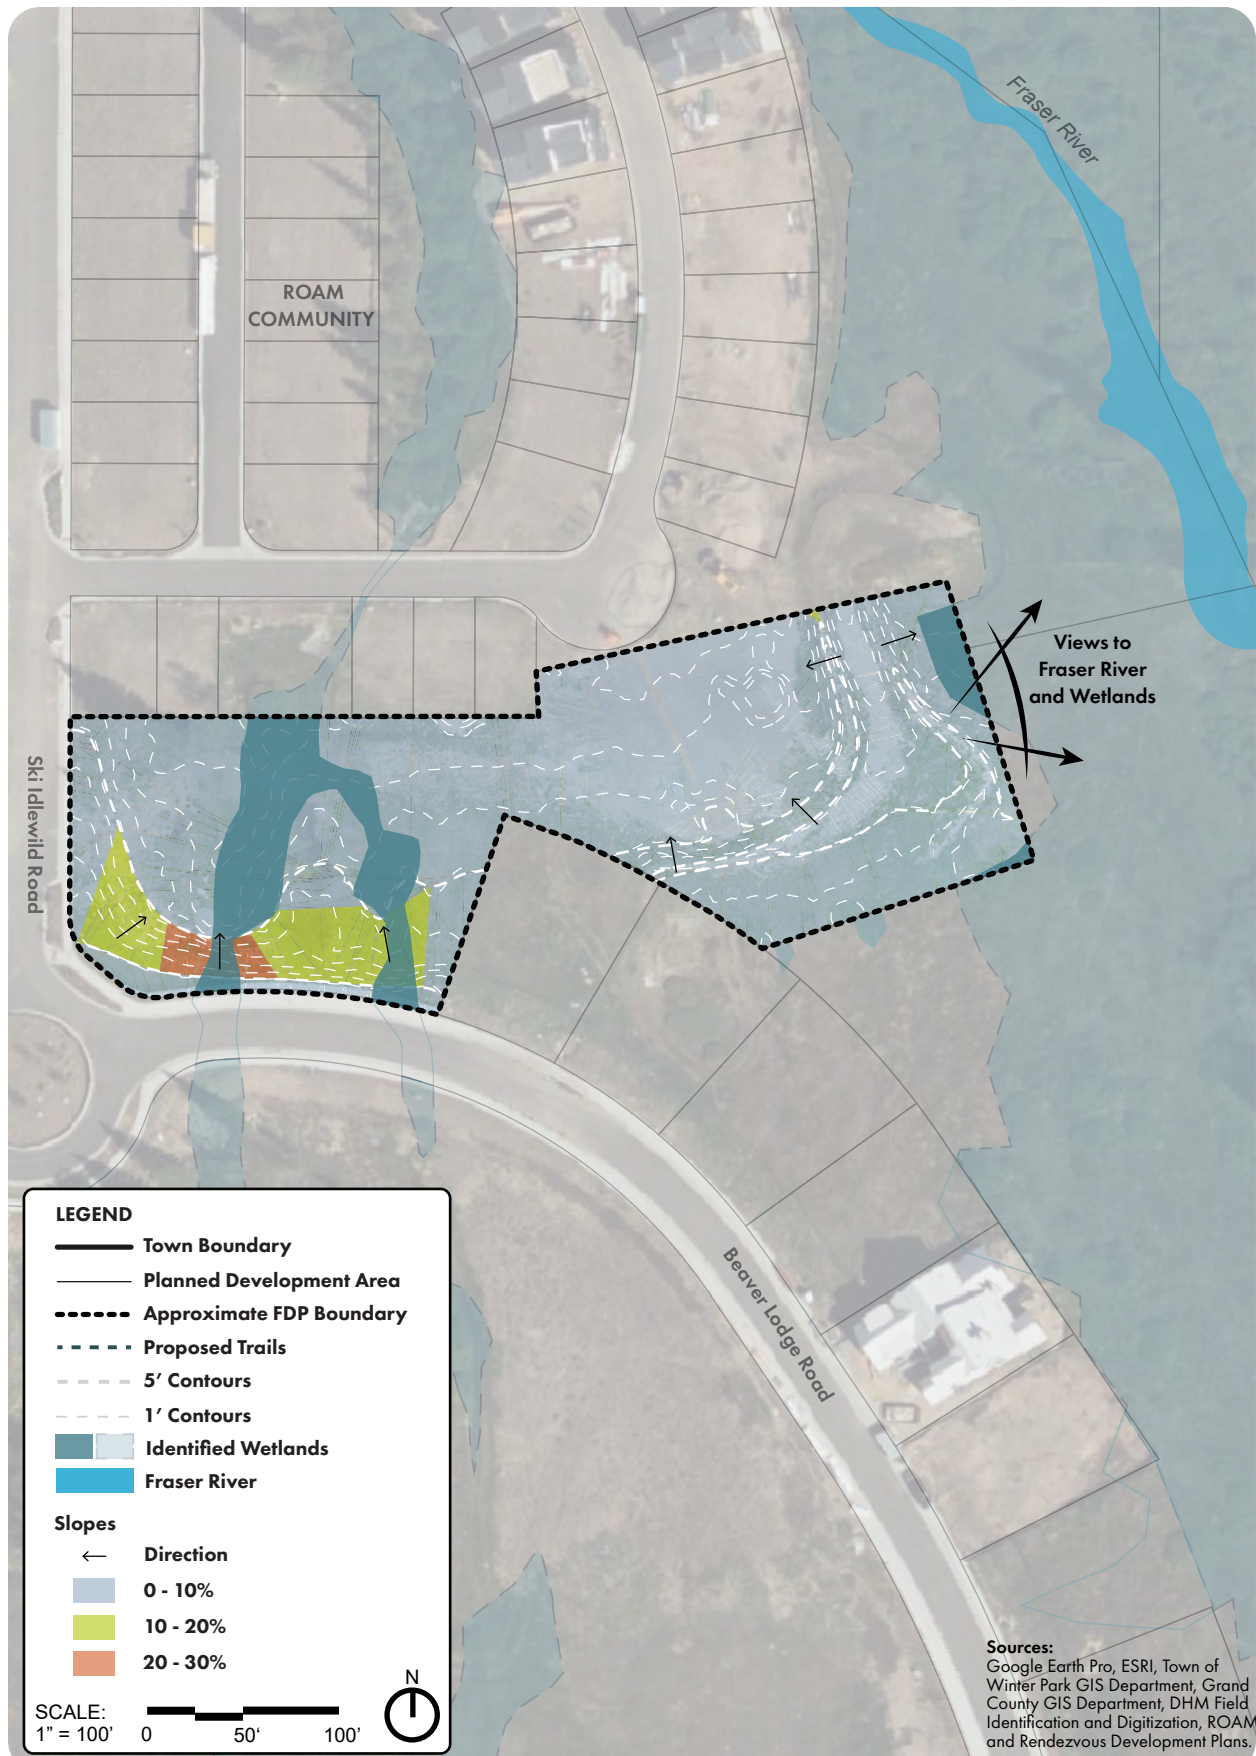 Fraser River
ROAM
COMMUNITY
Views to
Fraser River
and Wetlands
Ski Idlewild Road
Beaver Lodge Road
LEGEND
Town Boundary
Planned Development Area
Approximate FDP Boundary
Proposed Trails
5’ Contours
1’ Contours
Identified Wetlands
Fraser River
Slopes
Direction
0 - 10%
10 - 20%
20 - 30%
N
SCALE:
1” = 100’
0 50‘ 100’
Sources:
Google Earth Pro, ESRI, Town of
Winter Park GIS Department, Grand
County GIS Department, DHM Field
Identification and Digitization, ROAM
and Rendezvous Development Plans.